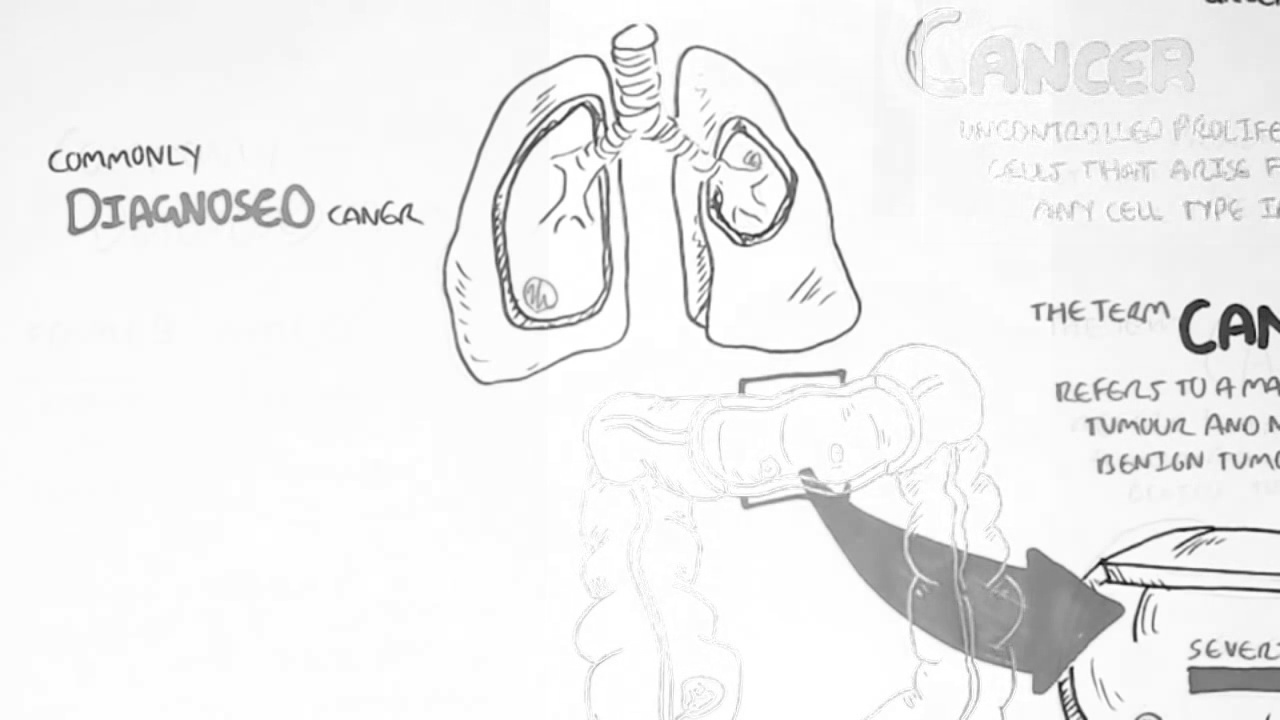 COMMONLY
DIAGNOSED CANER
CANCER
UNCONTROLLED PROLIFE
CELLS THAT ARISE F
ANY CELL TYPE
THE TERM CAN
REFERS TO A MA
TUMOUR AND N
BENIGN TUMO
SEVER